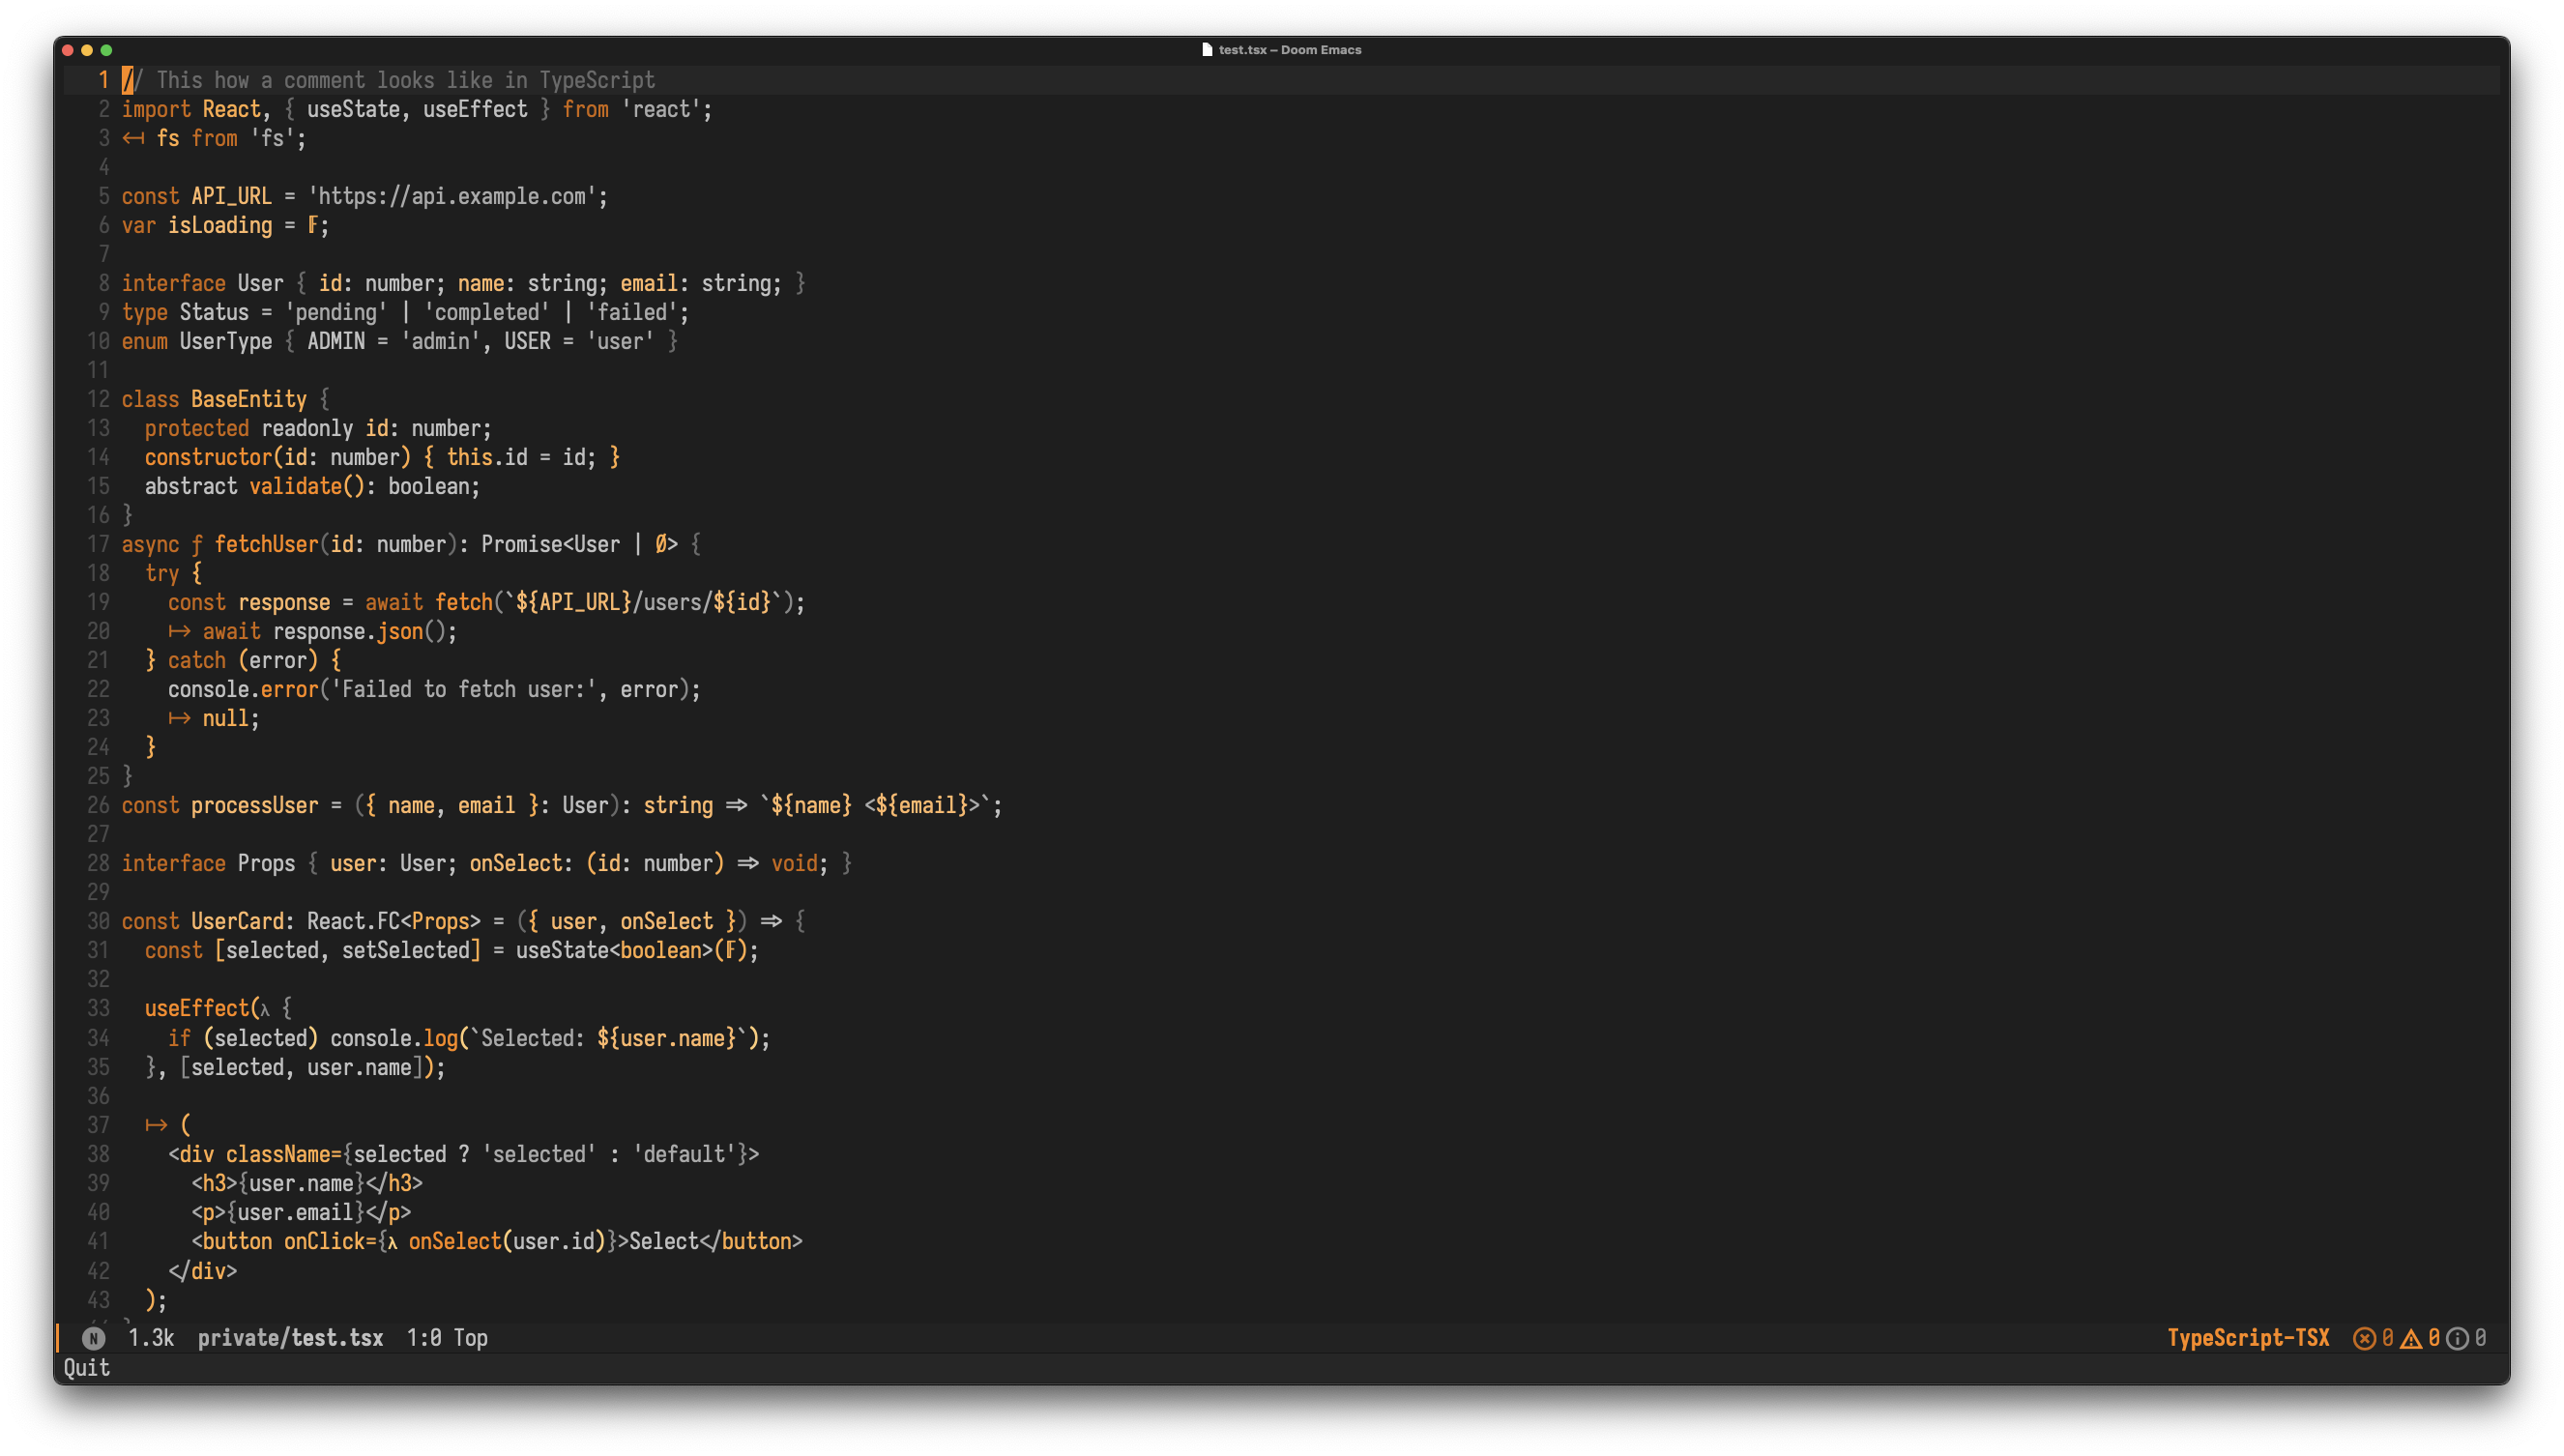 test.tsx – Doom Emacs
1 // This how a comment looks like in TypeScript
2 import React, { useState, useEffect } from 'react';
3 ↤ fs from 'fs';
4
5 const API_URL = 'https://api.example.com';
6 var isLoading = 𝔽;
7
8 interface User { id: number; name: string; email: string; }
9 type Status = 'pending' | 'completed' | 'failed';
10 enum UserType { ADMIN = 'admin', USER = 'user' }
11
12 class BaseEntity {
13   protected readonly id: number;
14   constructor(id: number) { this.id = id; }
15   abstract validate(): boolean;
16 }
17 async ƒ fetchUser(id: number): Promise<User | Ø> {
18   try {
19     const response = await fetch(`${API_URL}/users/${id}`);
20     ↦ await response.json();
21   } catch (error) {
22     console.error('Failed to fetch user:', error);
23     ↦ null;
24   }
25 }
26 const processUser = ({ name, email }: User): string ⇒ `${name} <${email}>`;
27
28 interface Props { user: User; onSelect: (id: number) ⇒ void; }
29
30 const UserCard: React.FC<Props> = ({ user, onSelect }) ⇒ {
31   const [selected, setSelected] = useState<boolean>(𝔽);
32
33   useEffect(λ {
34     if (selected) console.log(`Selected: ${user.name}`);
35   }, [selected, user.name]);
36
37   ↦ (
38     <div className={selected ? 'selected' : 'default'}>
39       <h3>{user.name}</h3>
40       <p>{user.email}</p>
41       <button onClick={λ onSelect(user.id)}>Select</button>
42     </div>
43   );
N 1.3k private/test.tsx 1:0 Top TypeScript-TSX 0 0 0
Quit